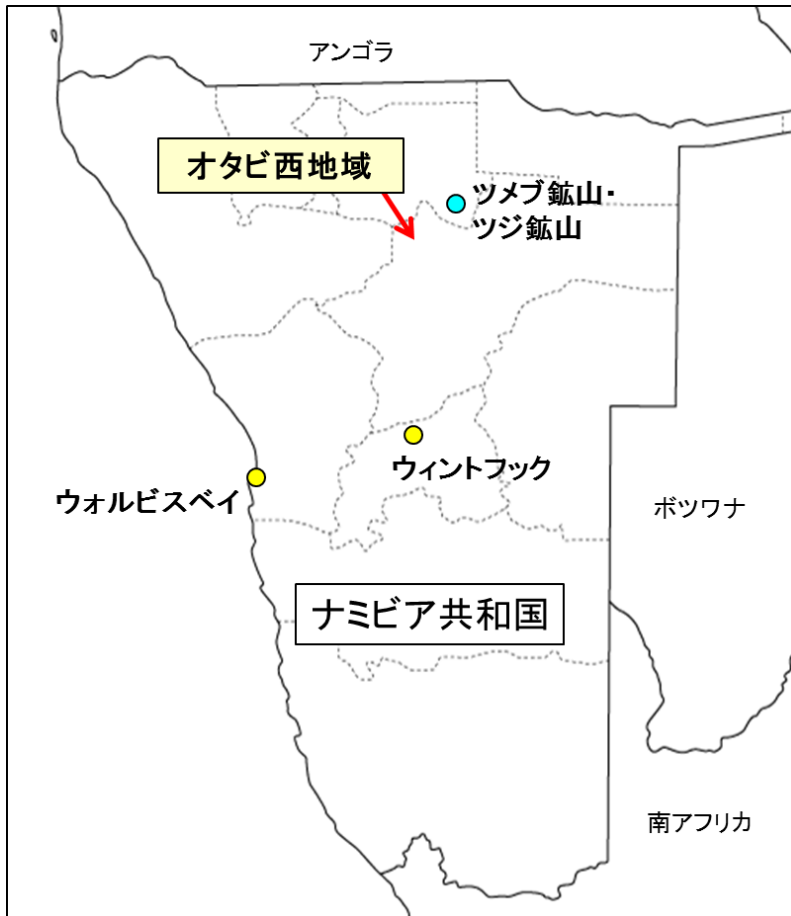 アンゴラ
オタビ西地域
ツメブ鉱山・
ツジ鉱山
ウィントフック
ウォルビスベイ
ボツワナ
ナミビア共和国
南アフリカ